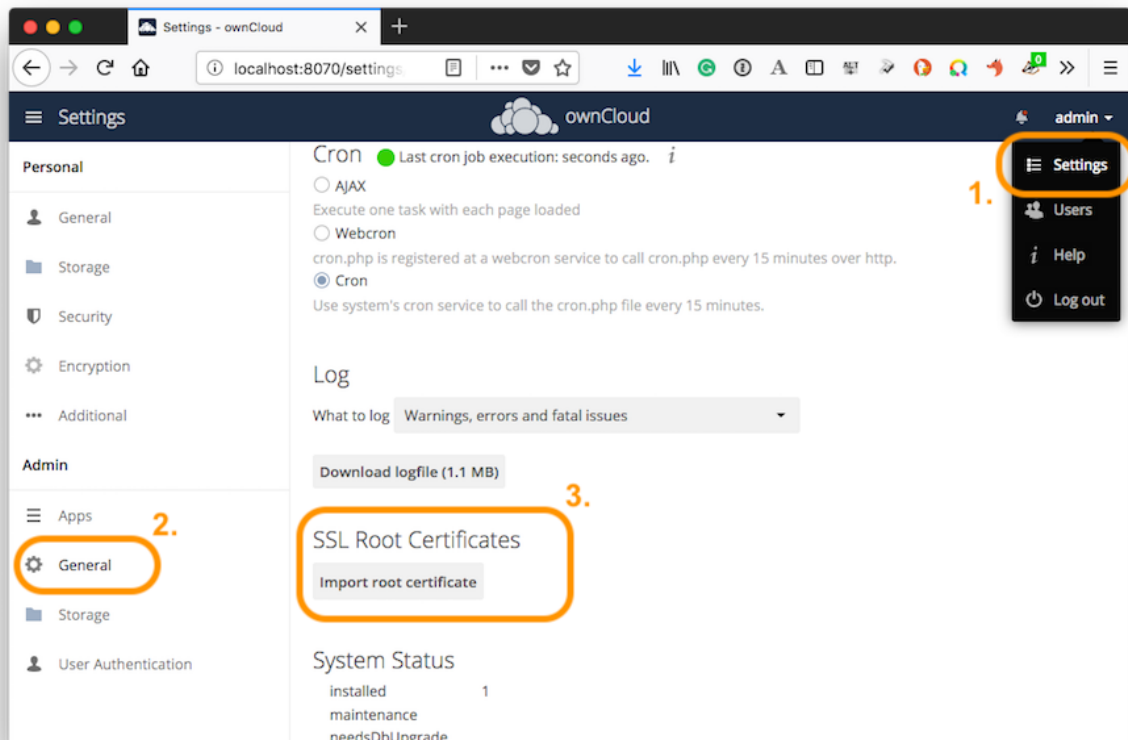 Settings - ownCloud
localhost:8070/settings
0
Settings
ownCloud
admin
Personal
General
Storage
Security
Encryption
Additional
Admin
Apps
2.
General
Storage
User Authentication
Cron
Last cron job execution: seconds ago. i
AJAX
Execute one task with each page loaded
Webcron
cron.php is registered at a webcron service to call cron.php every 15 minutes over http.
Cron
Use system's cron service to call the cron.php file every 15 minutes.
Log
What to log Warnings, errors and fatal issues
Download logfile (1.1 MB)
3.
SSL Root Certificates
Import root certificate
System Status
installed 1
maintenance
needsDbUpgrade
1.
Settings
Users
Help
Log out